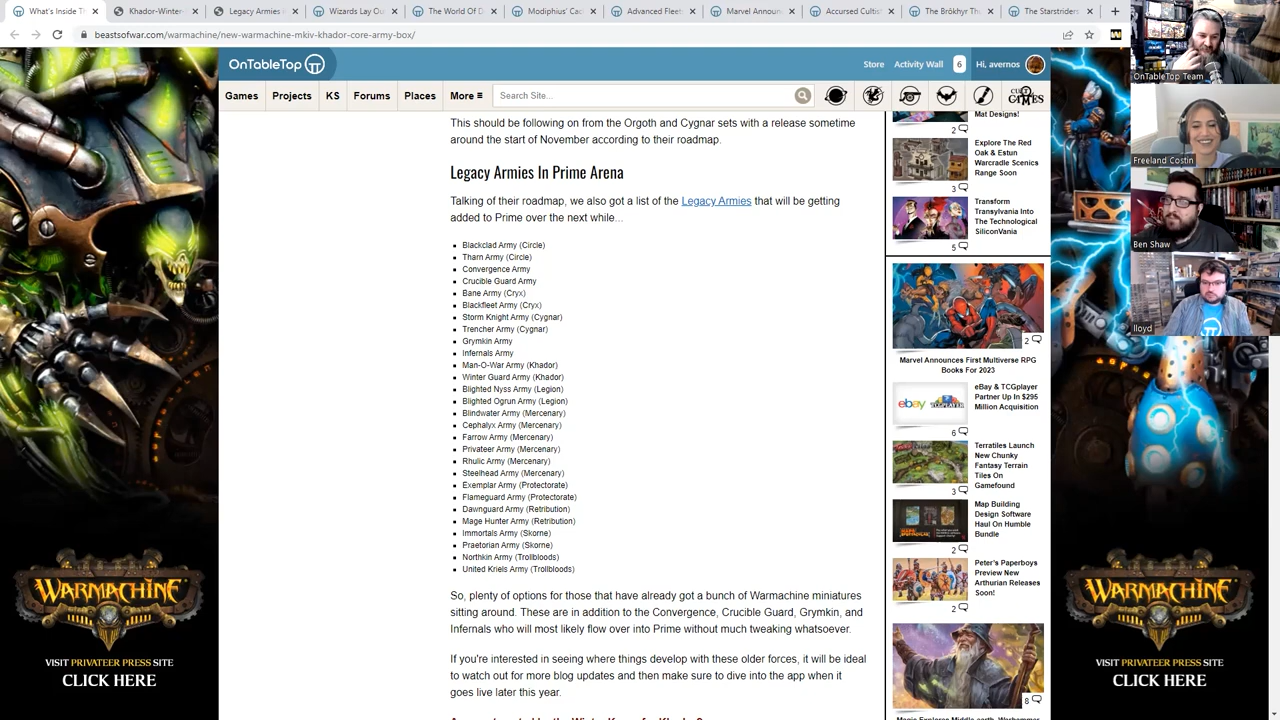 What's Inside T
Khador-Winter-
Legacy Armies I
Wizards Lay Ou
The World Of D
Modiphius' Cac
Advanced Fleet
Marvel Announc
Accursed Cultis
The Brökhyr Th
The Starstriders
beastsofwar.com/warmachine/new-warmachine-mkiv-khador-core-army-box/
OnTableTop
Store
Activity Wall
6
Hi, avernos
Games
Projects
KS
Forums
Places
More
Search Site...
This should be following on from the Orgoth and Cygnar sets with a release sometime
around the start of November according to their roadmap.
Legacy Armies In Prime Arena
Talking of their roadmap, we also got a list of the Legacy Armies that will be getting
added to Prime over the next while...
Blackclad Army (Circle)
Tharn Army (Circle)
Convergence Army
Crucible Guard Army
Bane Army (Cryx)
Blackfleet Army (Cryx)
Storm Knight Army (Cygnar)
Trencher Army (Cygnar)
Grymkin Army
Infernals Army
Man-O-War Army (Khador)
Winter Guard Army (Khador)
Blighted Nyss Army (Legion)
Blighted Ogrun Army (Legion)
Blindwater Army (Mercenary)
Cephalyx Army (Mercenary)
Farrow Army (Mercenary)
Privateer Army (Mercenary)
Rhulic Army (Mercenary)
Steelhead Army (Mercenary)
Exemplar Army (Protectorate)
Flameguard Army (Protectorate)
Dawnguard Army (Retribution)
Mage Hunter Army (Retribution)
Immortals Army (Skorne)
Praetorian Army (Skorne)
Northkin Army (Trollbloods)
United Kriels Army (Trollbloods)
So, plenty of options for those that have already got a bunch of Warmachine miniatures
sitting around. These are in addition to the Convergence, Crucible Guard, Grymkin, and
Infernals who will most likely flow over into Prime without much tweaking whatsoever.
If you're interested in seeing where things develop with these older forces, it will be ideal
to watch out for more blog updates and then make sure to dive into the app when it
goes live later this year.
Mat Designs!
2
Explore The Red
Oak & Estun
Warcradle Scenics
Range Soon
3
Transform
Transylvania Into
The Technological
SiliconVania
5
2
Marvel Announces First Multiverse RPG
Books For 2023
ebay
TCGPLAYER
eBay & TCGplayer
Partner Up In $295
Million Acquisition
6
Terratiles Launch
New Chunky
Fantasy Terrain
Tiles On
Gamefound
3
Map Building
Design Software
Haul On Humble
Bundle
2
Peter's Paperboys
Preview New
Arthurian Releases
Soon!
2
8
WARMACHINE
VISIT PRIVATEER PRESS SITE
CLICK HERE
WARMACHINE
VISIT PRIVATEER PRESS SITE
CLICK HERE
OnTableTop Team
Freeland Costin
Ben Shaw
lloyd